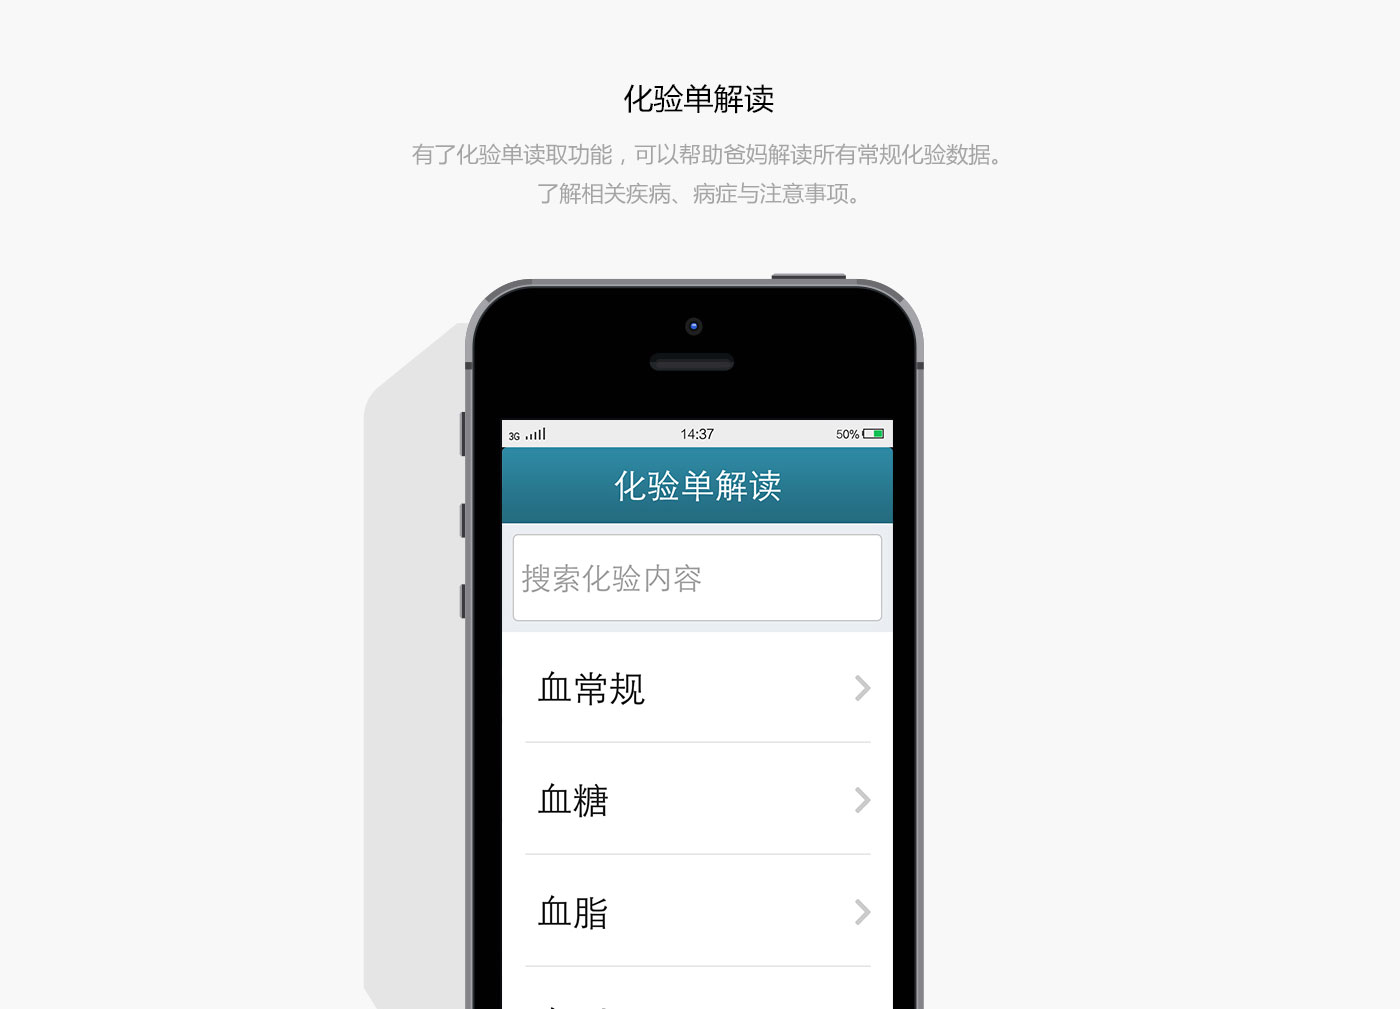 化验单解读
有了化验单读取功能，可以帮助爸妈解读所有常规化验数据。
了解相关疾病、病症与注意事项。
3G 14:37 50%
化验单解读
搜索化验内容
血常规
血糖
血脂